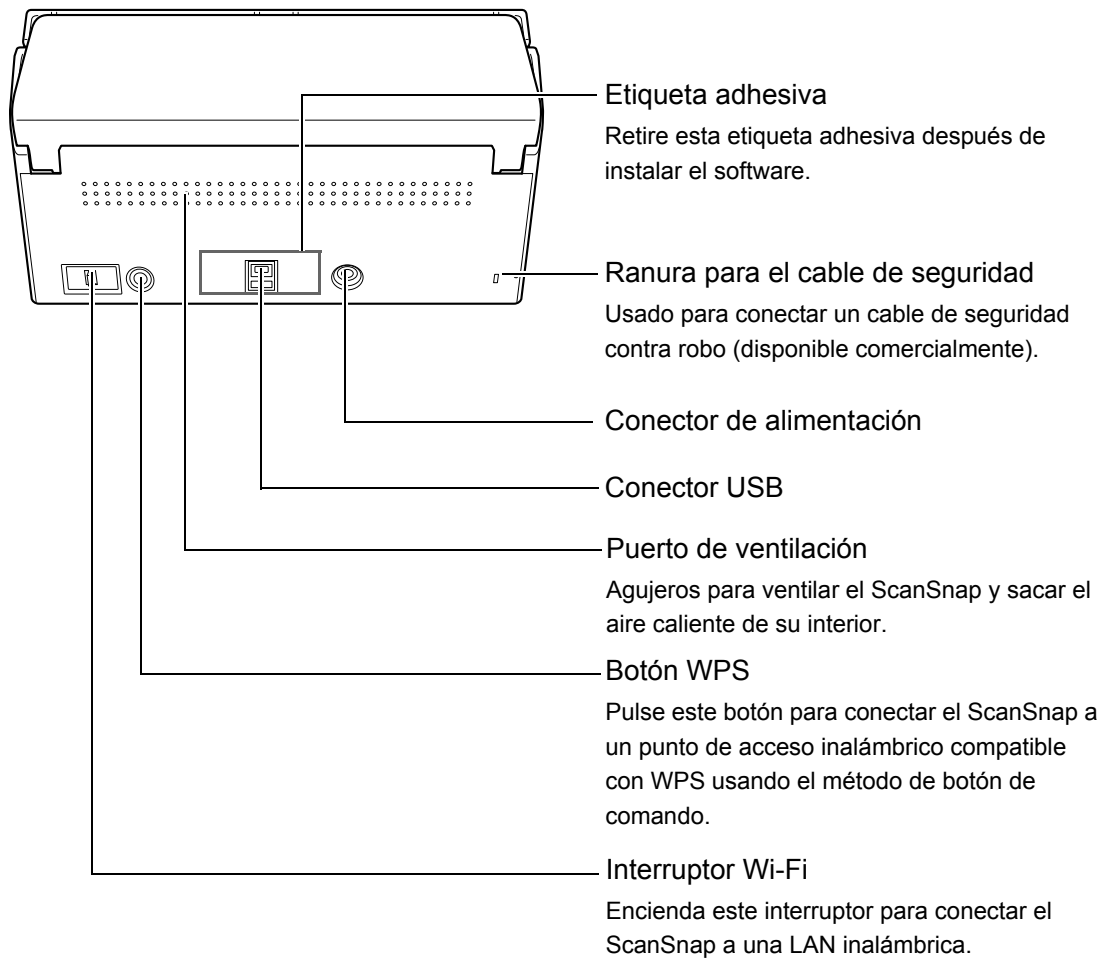 Etiqueta adhesiva
Retire esta etiqueta adhesiva después de
instalar el software.
Ranura para el cable de seguridad
Usado para conectar un cable de seguridad
contra robo (disponible comercialmente).
Conector de alimentación
Conector USB
Puerto de ventilación
Agujeros para ventilar el ScanSnap y sacar el
aire caliente de su interior.
Botón WPS
Pulse este botón para conectar el ScanSnap a
un punto de acceso inalámbrico compatible
con WPS usando el método de botón de
comando.
Interruptor Wi-Fi
Encienda este interruptor para conectar el
ScanSnap a una LAN inalámbrica.